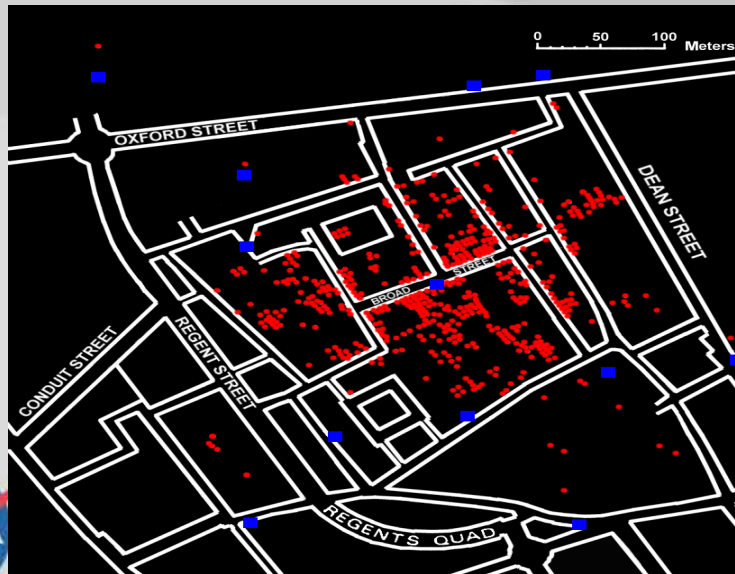 0 50 100
Meters
OXFORD STREET
DEAN STREET
BROAD STREET
CONDUIT STREET
REGENT STREET
REGENTS QUAD